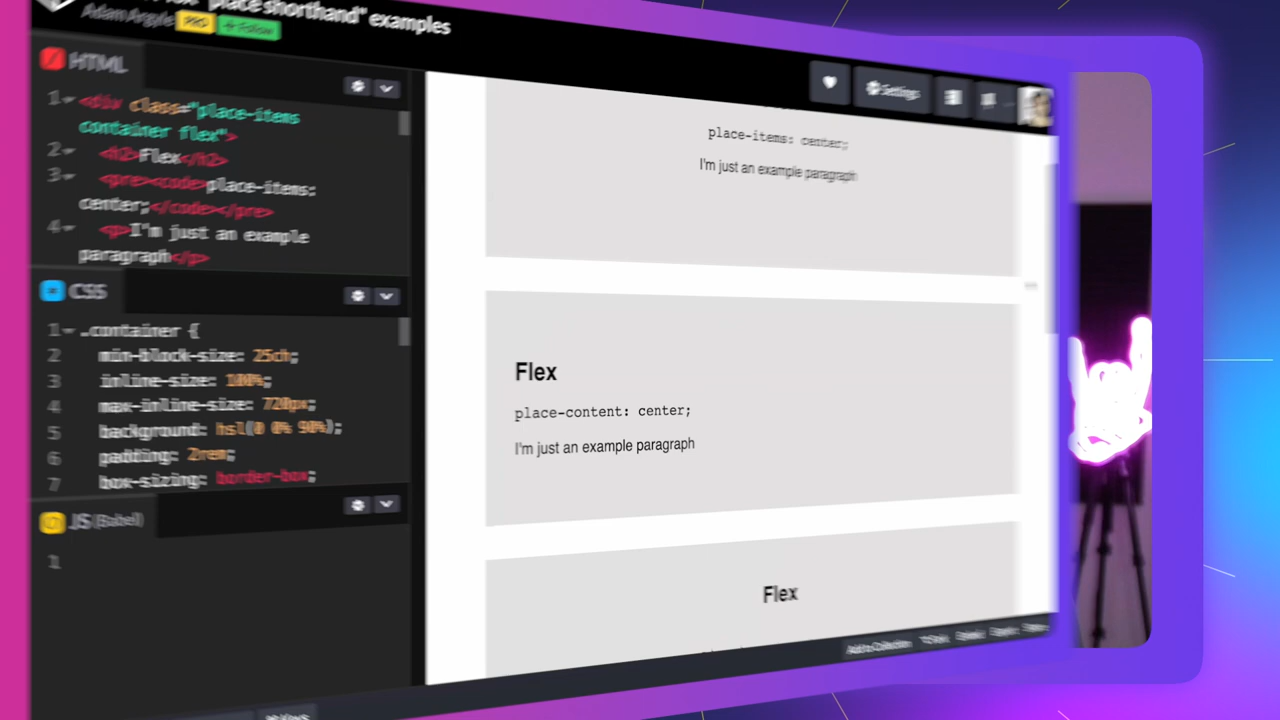 "place shorthand" examples
Adam Argyle PRO + Follow
Settings
HTML
1 <div class="place-items
container flex">
2 <h2>Flex</h2>
3 <pre><code>place-items:
center;</code></pre>
4 <p>I'm just an example
paragraph</p>
CSS
1 .container {
2 min-block-size: 25ch;
3 inline-size: 100%;
4 max-inline-size: 720px;
5 background: hsl(0 0% 90%);
6 padding: 2rem;
7 box-sizing: border-box;
JS (Babel)
1
place-items: center;
I'm just an example paragraph
Flex
place-content: center;
I'm just an example paragraph
Flex
Add to Collection